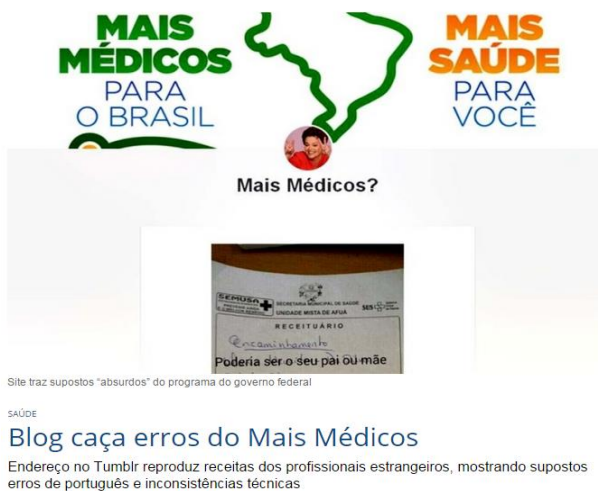 MAIS
MÉDICOS
PARA
O BRASIL
MAIS
SAÚDE
PARA
VOCÊ
Mais Médicos?
SEMUSA
SECRETARIA MUNICIPAL DE SAÚDE
UNIDADE MISTA DE AFUÁ
SES
RECEITUÁRIO
Encaminhamento
Poderia ser o seu pai ou mãe
Site traz supostos “absurdos” do programa do governo federal
SAÚDE
Blog caça erros do Mais Médicos
Endereço no Tumblr reproduz receitas dos profissionais estrangeiros, mostrando supostos
erros de português e inconsistências técnicas